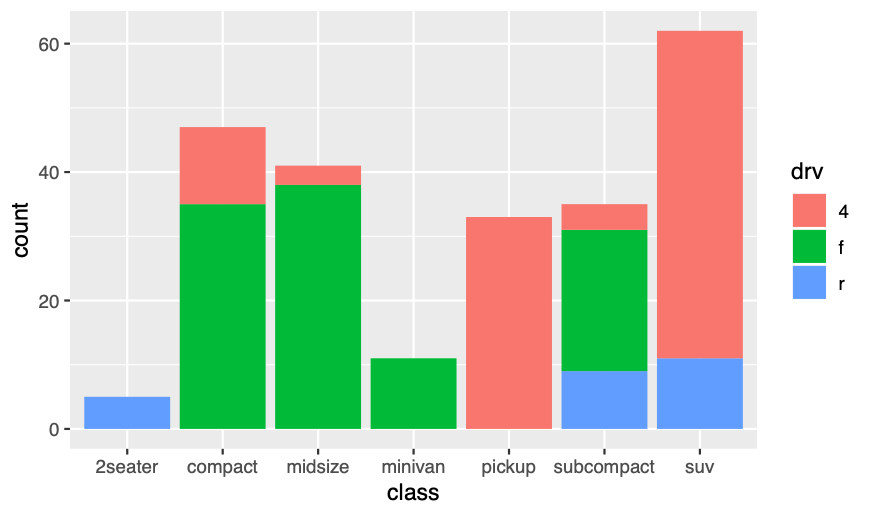 60
40
20
0
count
2seater compact midsize minivan pickup subcompact suv
class
drv
4
f
r